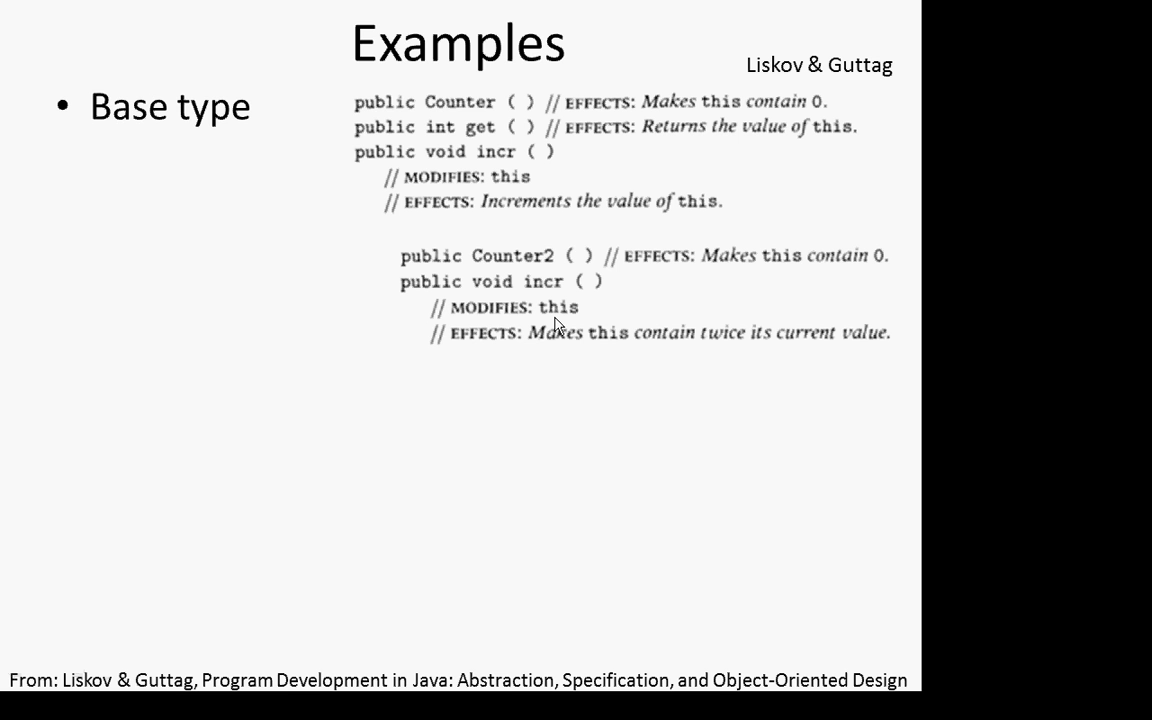 Examples
Liskov & Guttag
• Base type
public Counter ( ) // EFFECTS: Makes this contain 0.
public int get ( ) // EFFECTS: Returns the value of this.
public void incr ( )
// MODIFIES: this
// EFFECTS: Increments the value of this.
public Counter2 ( ) // EFFECTS: Makes this contain 0.
public void incr ( )
// MODIFIES: this
// EFFECTS: Makes this contain twice its current value.
From: Liskov & Guttag, Program Development in Java: Abstraction, Specification, and Object-Oriented Design